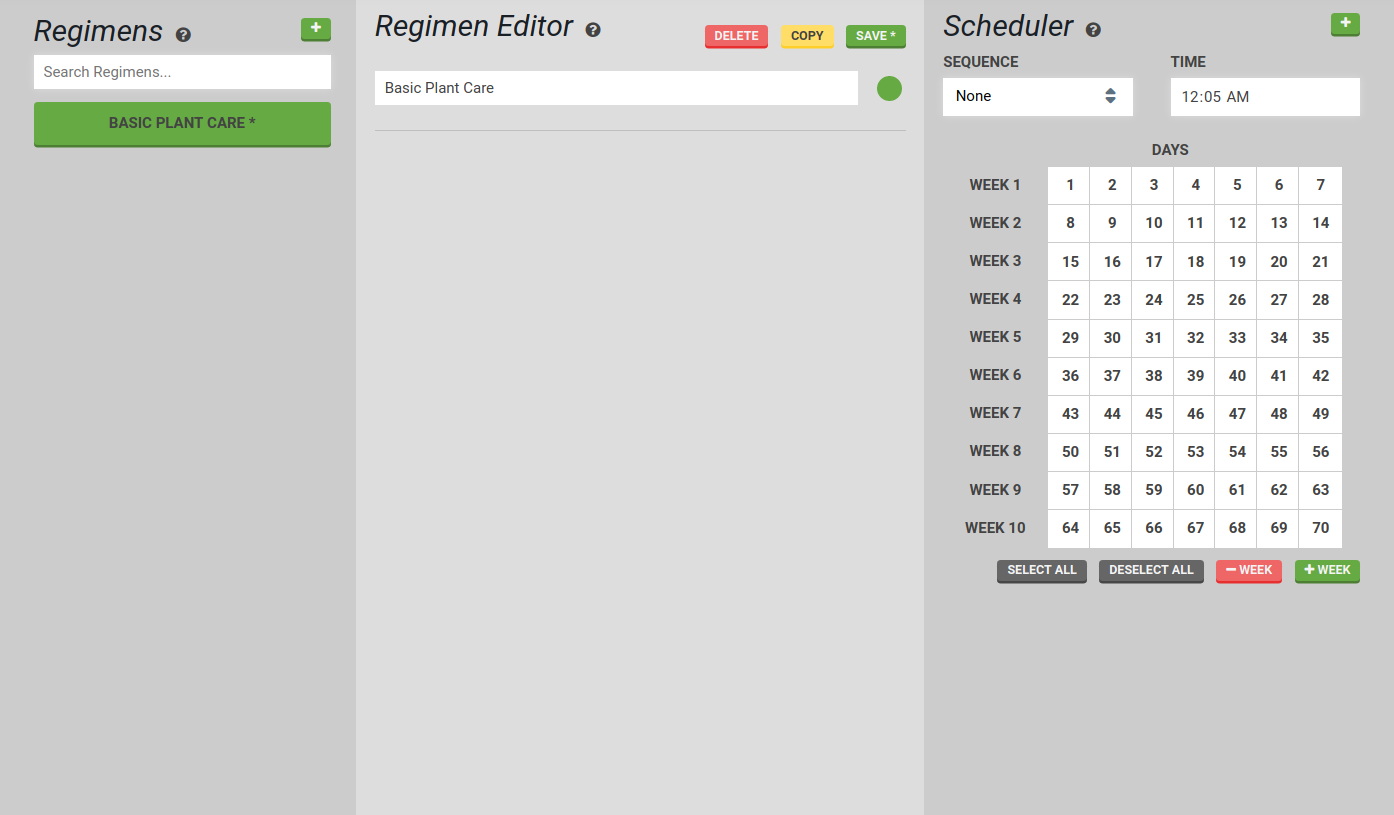 Regimens
Search Regimens...
BASIC PLANT CARE *
Regimen Editor
DELETE COPY SAVE *
Basic Plant Care
Scheduler
SEQUENCE TIME
None 12:05 AM
DAYS
WEEK 1 1 2 3 4 5 6 7
WEEK 2 8 9 10 11 12 13 14
WEEK 3 15 16 17 18 19 20 21
WEEK 4 22 23 24 25 26 27 28
WEEK 5 29 30 31 32 33 34 35
WEEK 6 36 37 38 39 40 41 42
WEEK 7 43 44 45 46 47 48 49
WEEK 8 50 51 52 53 54 55 56
WEEK 9 57 58 59 60 61 62 63
WEEK 10 64 65 66 67 68 69 70
SELECT ALL DESELECT ALL − WEEK + WEEK